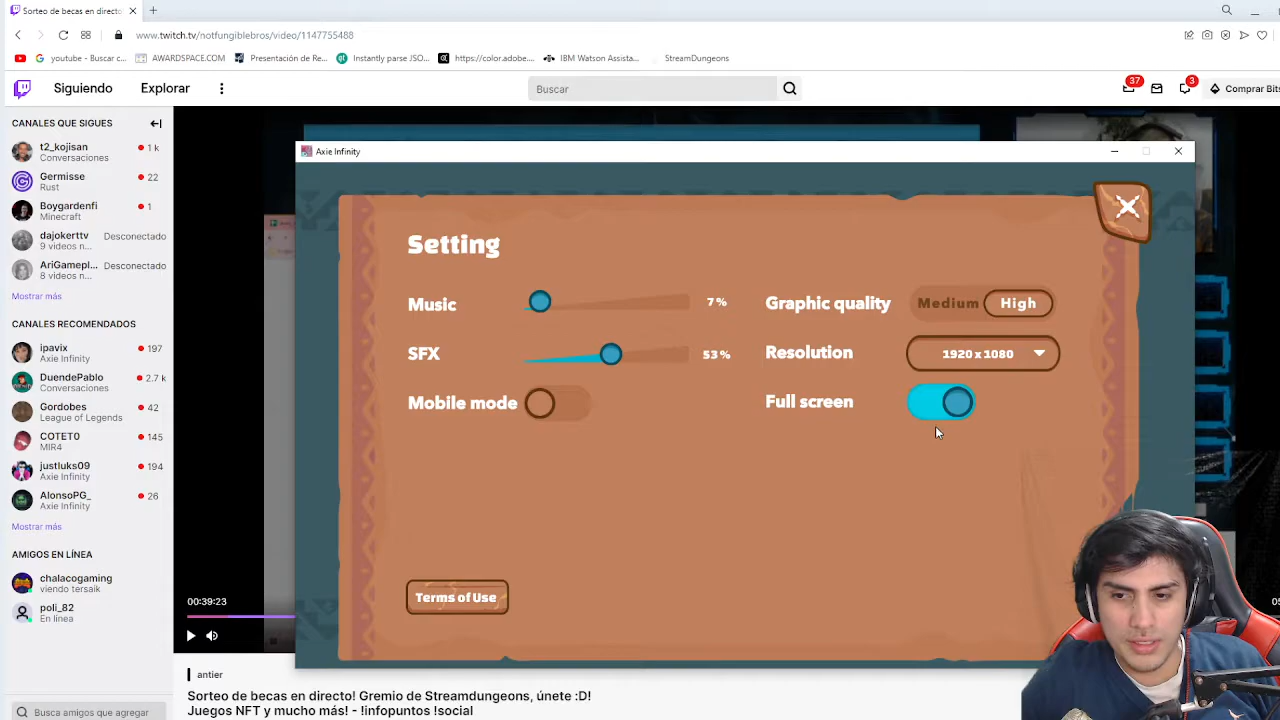 Sorteo de becas en directo
www.twitch.tv/notfungiblebros/video/1147755488
youtube - Buscar c...
AWARDSPACE.COM
Presentación de Re...
Instantly parse JSO...
https://color.adobe....
IBM Watson Assista...
StreamDungeons
Siguiendo
Explorar
Buscar
37
3
Comprar Bits
CANALES QUE SIGUES
t2_kojisan
1 k
Conversaciones
Germisse
22
Rust
Boygardenfi
1
Minecraft
dajokerttv
Desconectado
9 videos n...
AriGamepl...
Desconectado
8 videos n...
Mostrar más
CANALES RECOMENDADOS
ipavix
197
Axie Infinity
DuendePablo
2.7 k
Conversaciones
Gordobes
42
League of Legends
COTET0
145
MIR4
justluks09
194
Axie Infinity
AlonsoPG_
26
Axie Infinity
Mostrar más
AMIGOS EN LÍNEA
chalacogaming
viendo tersaik
poli_82
En línea
Busca amigos que agregar
Axie Infinity
Setting
Music
7%
Graphic quality
Medium
High
SFX
53%
Resolution
1920 x 1080
Mobile mode
Full screen
Terms of Use
00:39:23
antier
Sorteo de becas en directo! Gremio de Streamdungeons, únete :D!
Juegos NFT y mucho más! - !infopuntos !social